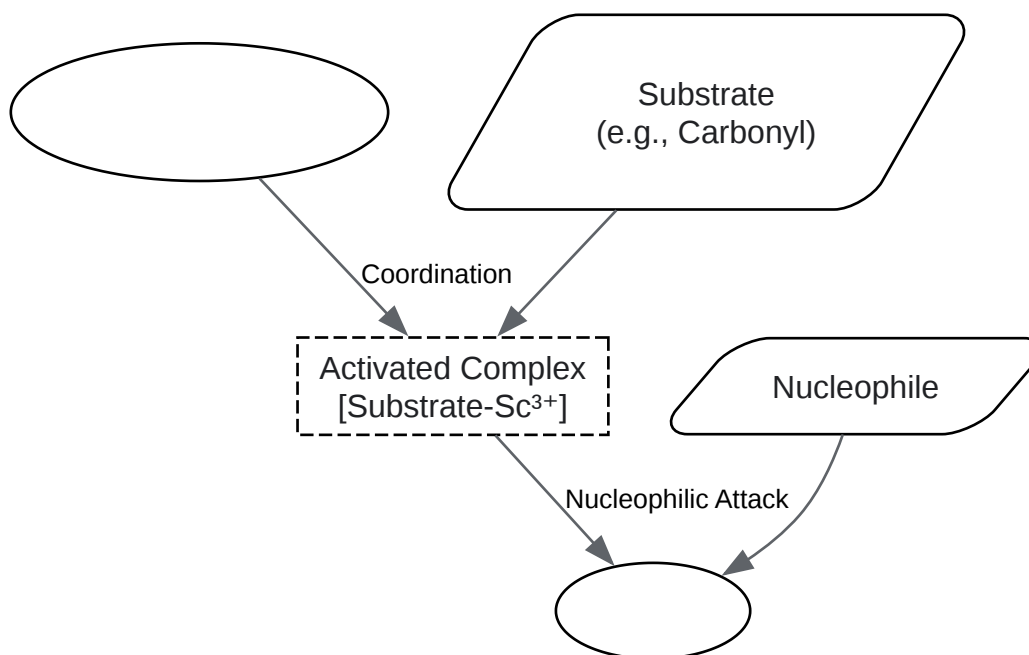 Substrate
(e.g., Carbonyl)
Coordination
Activated Complex
[Substrate-Sc³⁺]
Nucleophile
Nucleophilic Attack